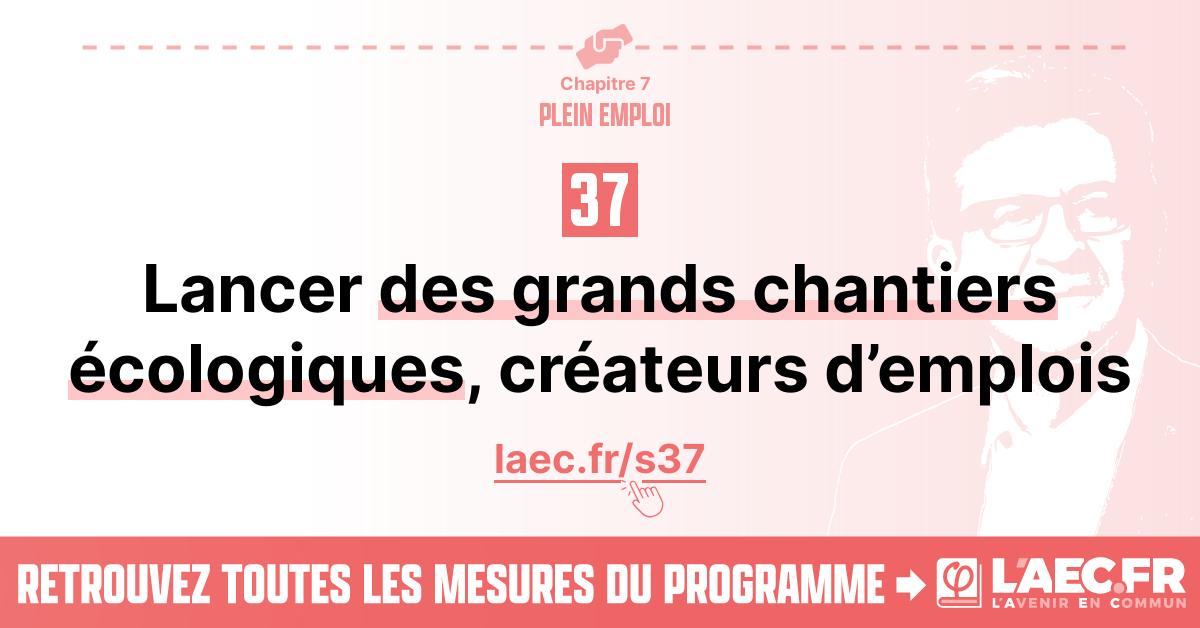 Chapitre 7
PLEIN EMPLOI
37
Lancer des grands chantiers
écologiques, créateurs d’emplois
laec.fr/s37
RETROUVEZ TOUTES LES MESURES DU PROGRAMME
L'AEC.FR
L'AVENIR EN COMMUN